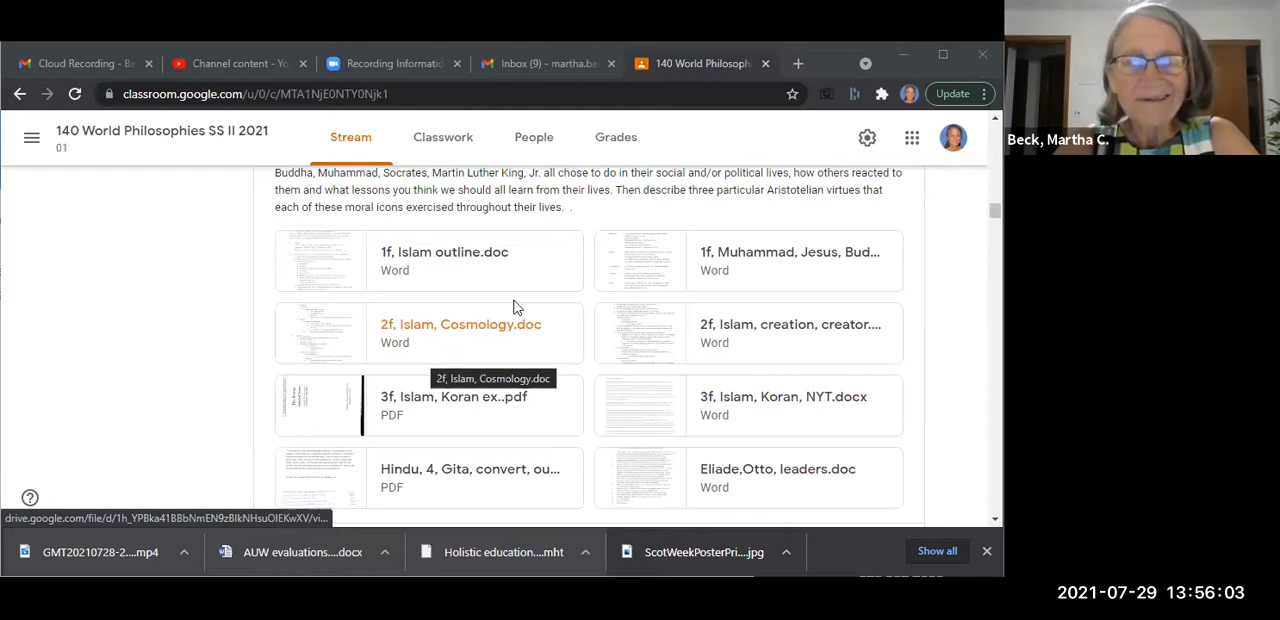 Cloud Recording - Be
Channel content - Yo
Recording Informatio
Inbox (9) - martha.be
140 World Philosoph
classroom.google.com/u/0/c/MTA1NjE0NTY0Njk1
Update
Beck, Martha C.
140 World Philosophies SS II 2021
01
Stream
Classwork
People
Grades
Buddha, Muhammad, Socrates, Martin Luther King, Jr. all chose to do in their social and/or political lives, how others reacted
to them and what lessons you think we should all learn from their lives. Then describe three particular Aristotelian virtues that
each of these moral icons exercised throughout their lives. .
1f, Islam outline.doc
Word
1f, Muhammad, Jesus, Bud...
Word
2f, Islam, Cosmology.doc
Word
2f, Islam, creation, creator....
Word
2f, Islam, Cosmology.doc
3f, Islam, Koran ex..pdf
PDF
3f, Islam, Koran, NYT.docx
Word
Hindu, 4, Gita, short, ou...
PDF
Eilade,Otto, leaders.doc
Word
drive.google.com/file/d/1h_YPBka41BBbNmEN9zBIkNHsuOIEKwXV/vi...
GMT20210728-2....mp4
AUW evaluations....docx
Holistic education....mht
ScotWeekPosterPri....jpg
Show all
2021-07-29 13:56:03